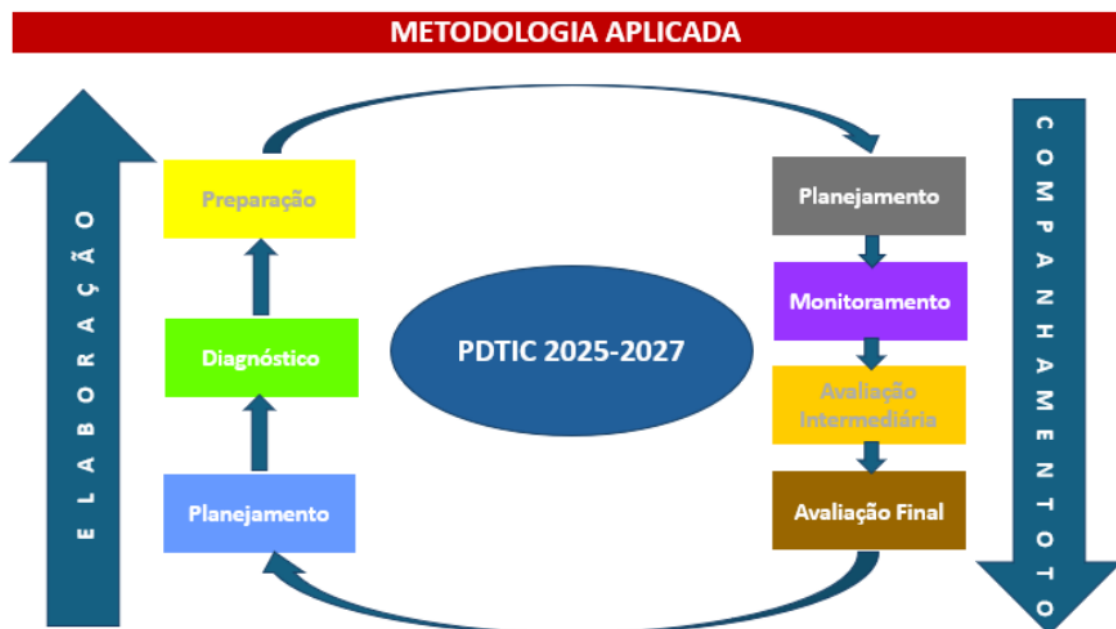 METODOLOGIA APLICADA
ELABORAÇÃO
Preparação
Diagnóstico
Planejamento
PDTIC 2025-2027
Planejamento
Monitoramento
Avaliação
Intermediária
Avaliação Final
COMPANHAMENTOTO